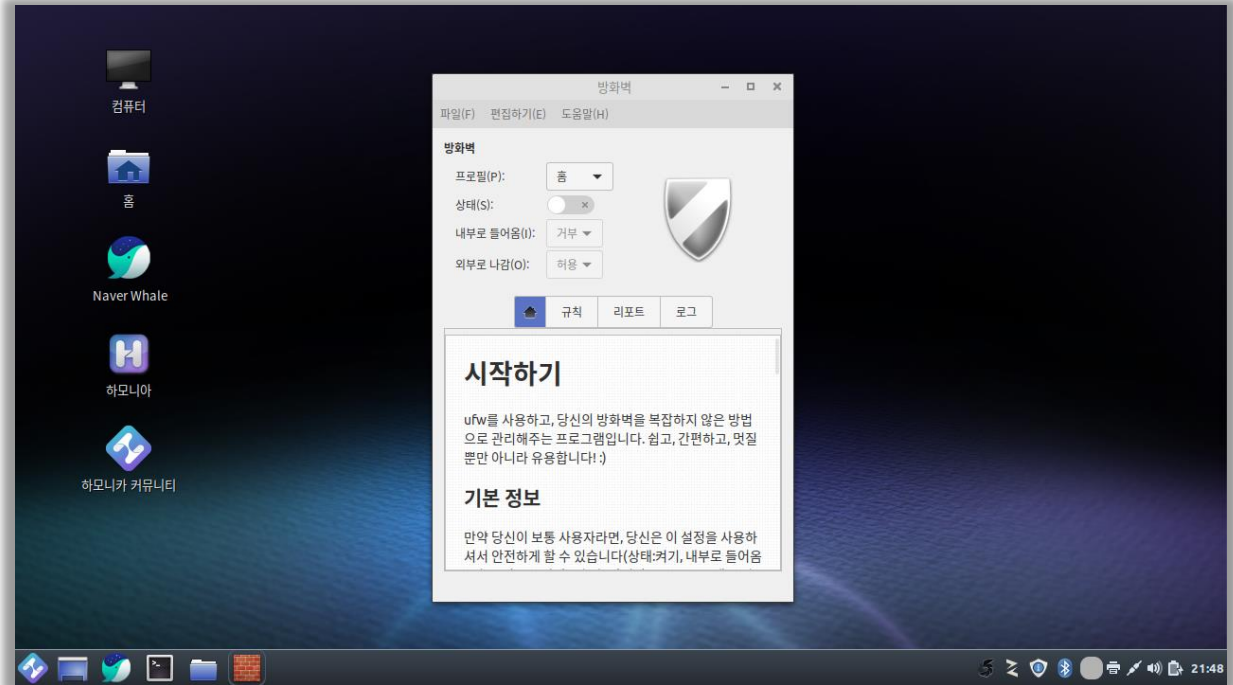 컴퓨터
홈
Naver Whale
하모니아
하모니카 커뮤니티
방화벽
파일(F) 편집하기(E) 도움말(H)
방화벽
프로필(P): 홈
상태(S):
내부로 들어옴(I): 거부
외부로 나감(O): 허용
규칙 리포트 로그
시작하기
ufw를 사용하고, 당신의 방화벽을 복잡하지 않은 방법
으로 관리해주는 프로그램입니다. 쉽고, 간편하고, 멋질
뿐만 아니라 유용합니다! :)
기본 정보
만약 당신이 보통 사용자라면, 당신은 이 설정을 사용하
셔서 안전하게 할 수 있습니다(상태:켜기, 내부로 들어옴
21:48